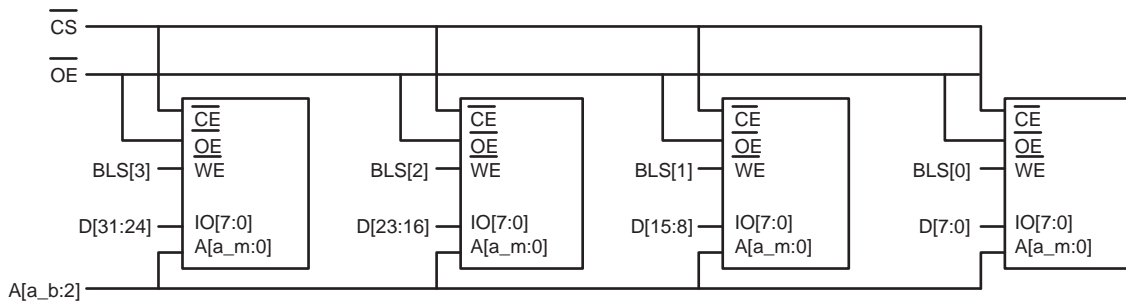 CS
OE
CE
OE
BLS[3]
WE
D[31:24]
IO[7:0]
A[a_m:0]
CE
OE
BLS[2]
WE
D[23:16]
IO[7:0]
A[a_m:0]
CE
OE
BLS[1]
WE
D[15:8]
IO[7:0]
A[a_m:0]
CE
OE
BLS[0]
WE
D[7:0]
IO[7:0]
A[a_m:0]
A[a_b:2]